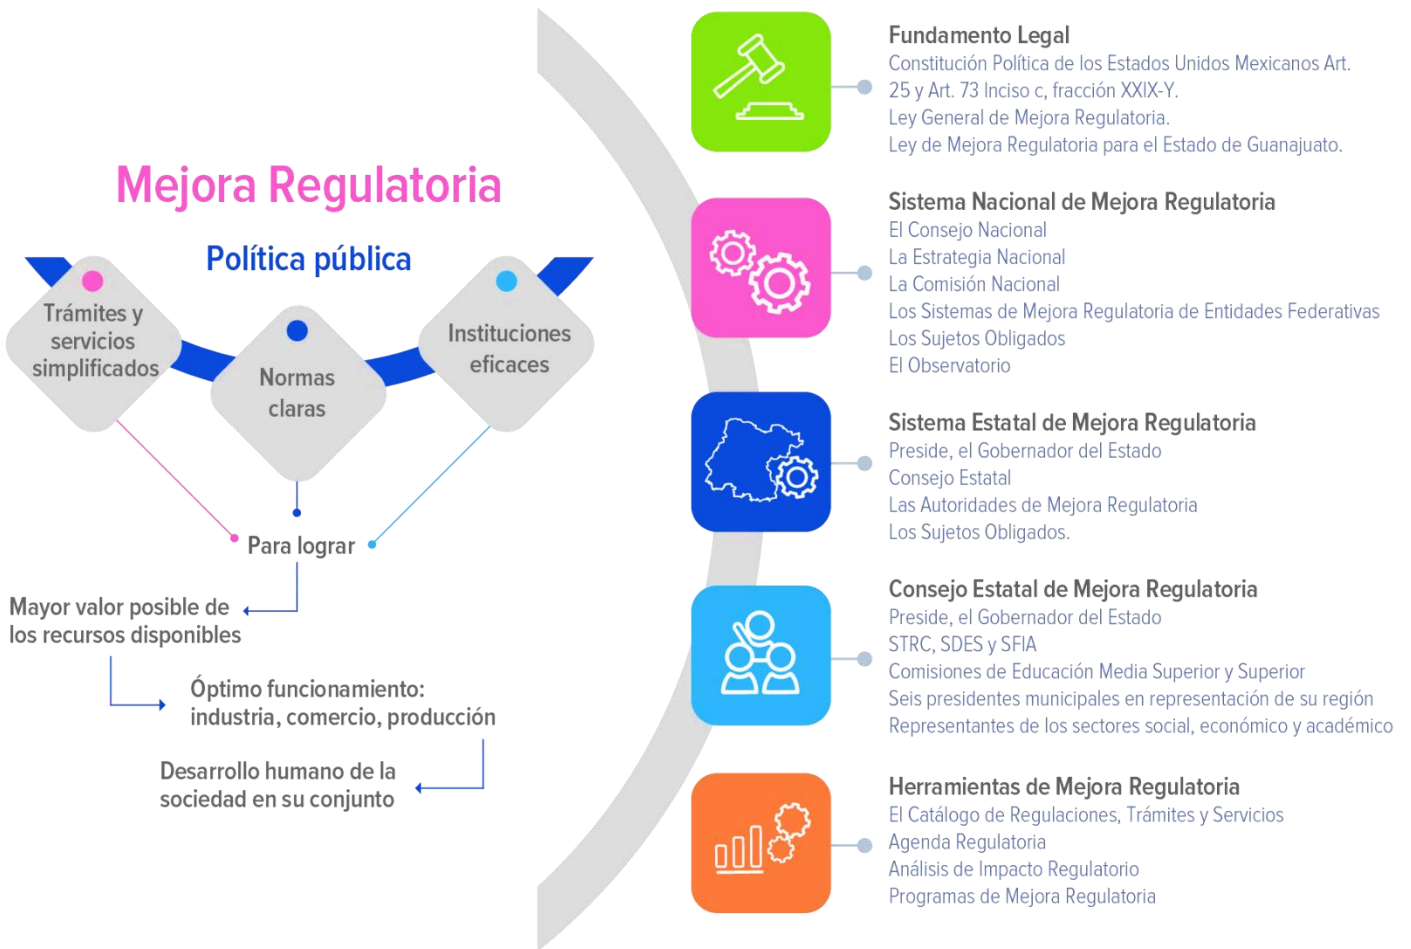 Mejora Regulatoria
Política pública
Trámites y
servicios
simplificados
Normas
claras
Instituciones
eficaces
Para lograr
Mayor valor posible de
los recursos disponibles
Óptimo funcionamiento:
industria, comercio, producción
Desarrollo humano de la
sociedad en su conjunto
Fundamento Legal
Constitución Política de los Estados Unidos Mexicanos Art.
25 y Art. 73 Inciso c, fracción XXIX-Y.
Ley General de Mejora Regulatoria.
Ley de Mejora Regulatoria para el Estado de Guanajuato.
Sistema Nacional de Mejora Regulatoria
El Consejo Nacional
La Estrategia Nacional
La Comisión Nacional
Los Sistemas de Mejora Regulatoria de Entidades Federativas
Los Sujetos Obligados
El Observatorio
Sistema Estatal de Mejora Regulatoria
Preside, el Gobernador del Estado
Consejo Estatal
Las Autoridades de Mejora Regulatoria
Los Sujetos Obligados.
Consejo Estatal de Mejora Regulatoria
Preside, el Gobernador del Estado
STRC, SDES y SFIA
Comisiones de Educación Media Superior y Superior
Seis presidentes municipales en representación de su región
Representantes de los sectores social, económico y académico
Herramientas de Mejora Regulatoria
El Catálogo de Regulaciones, Trámites y Servicios
Agenda Regulatoria
Análisis de Impacto Regulatorio
Programas de Mejora Regulatoria